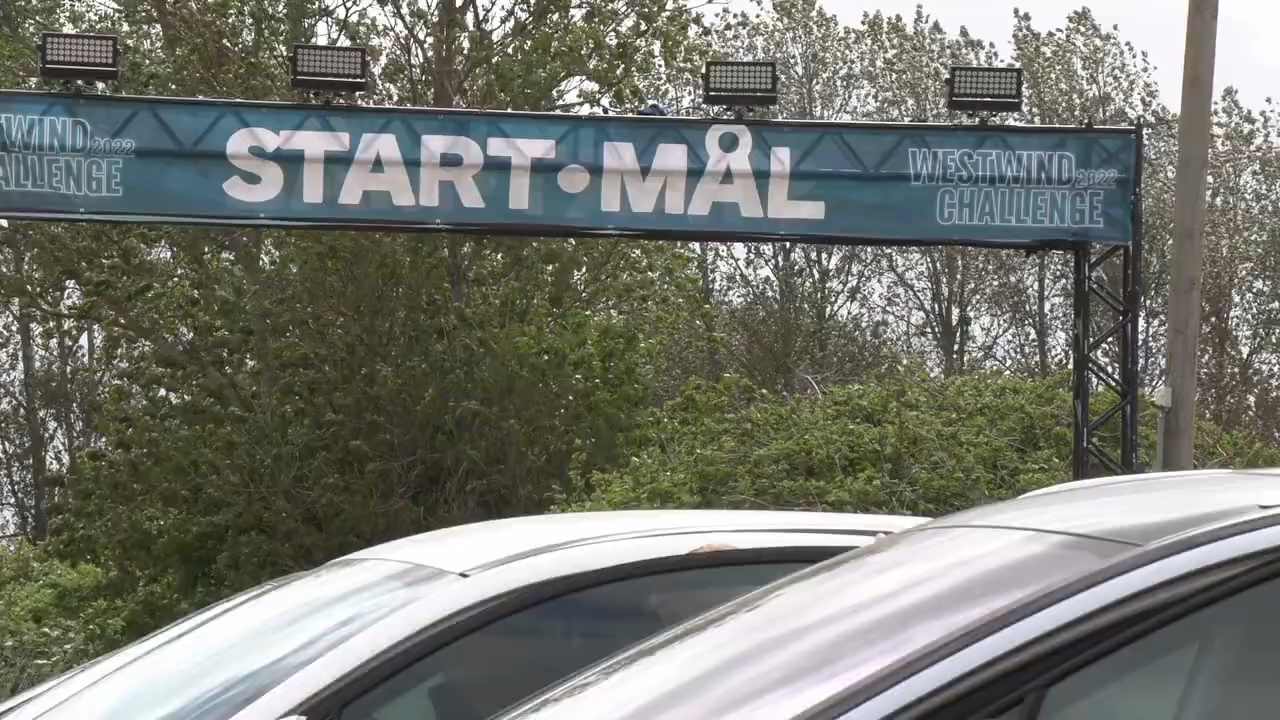 WIND 2022
ALLENGE
START•MÅL
WESTWIND 2022
CHALLENGE